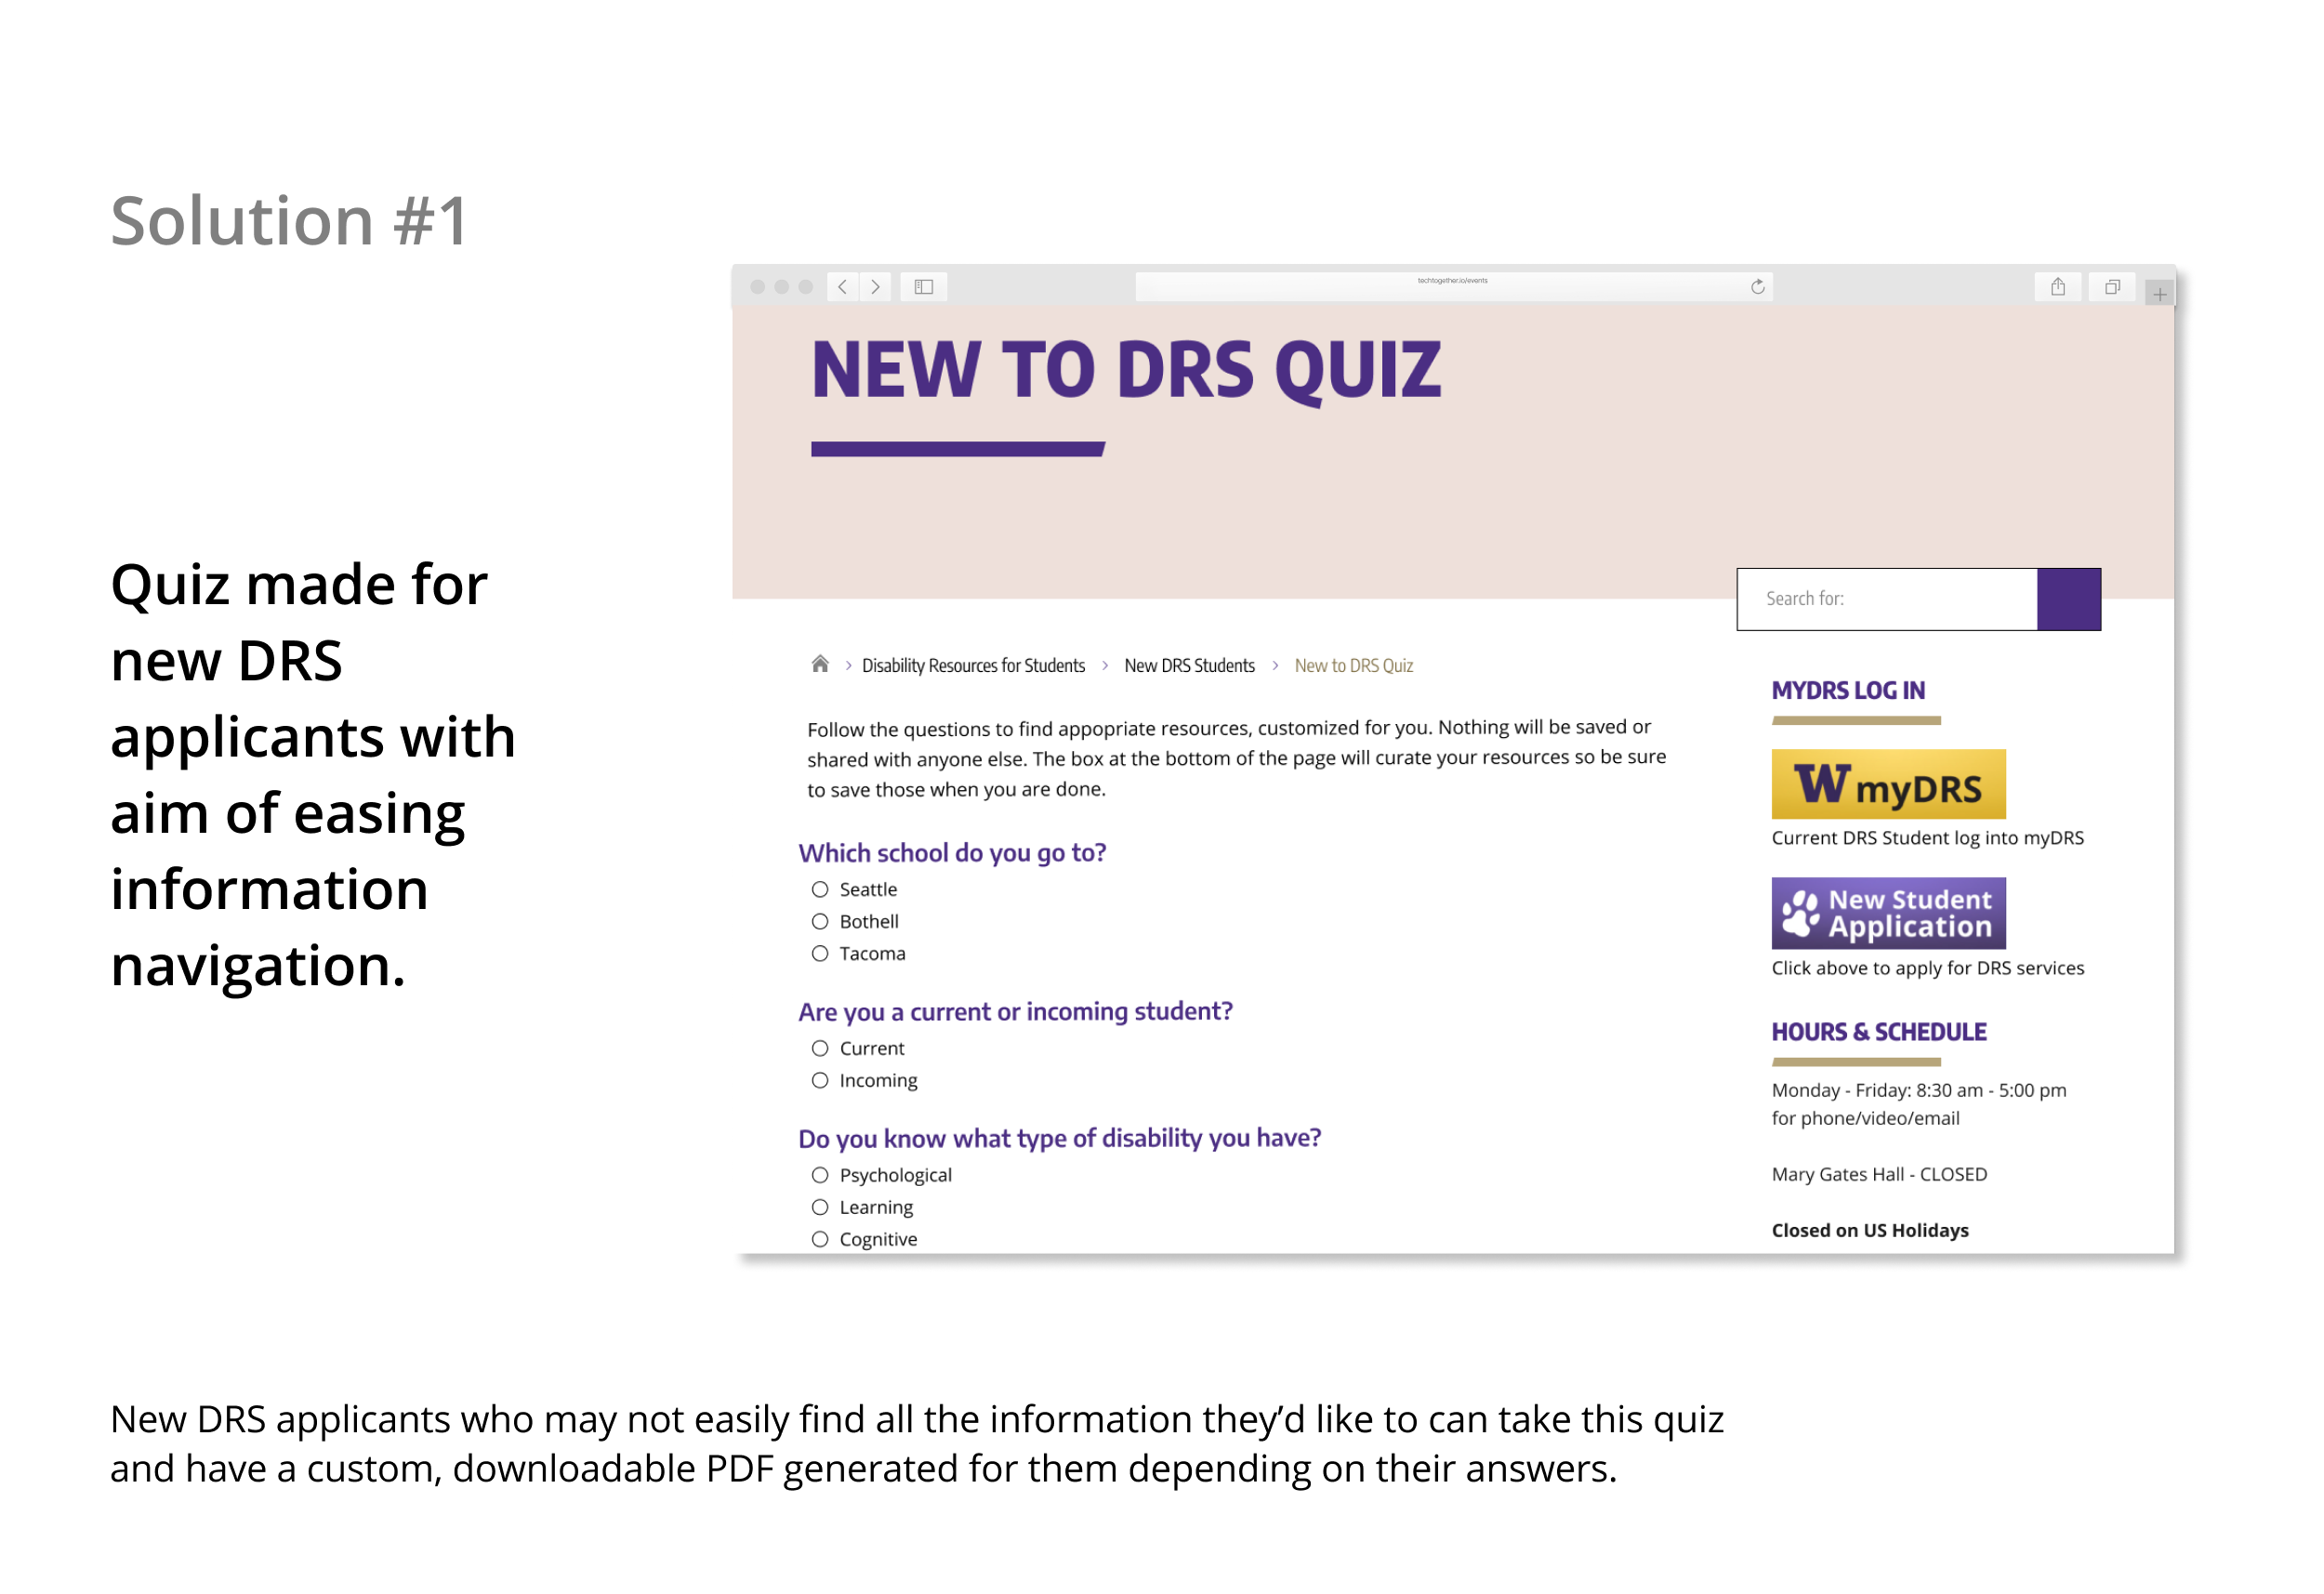 Solution #1
Quiz made for
new DRS
applicants with
aim of easing
information
navigation.
techtogether.io/events
NEW TO DRS QUIZ
Search for:
Disability Resources for Students > New DRS Students > New to DRS Quiz
Follow the questions to find appopriate resources, customized for you. Nothing will be saved or
shared with anyone else. The box at the bottom of the page will curate your resources so be sure
to save those when you are done.
Which school do you go to?
Seattle
Bothell
Tacoma
Are you a current or incoming student?
Current
Incoming
Do you know what type of disability you have?
Psychological
Learning
Cognitive
MYDRS LOG IN
W myDRS
Current DRS Student log into myDRS
New Student
Application
Click above to apply for DRS services
HOURS & SCHEDULE
Monday - Friday: 8:30 am - 5:00 pm
for phone/video/email
Mary Gates Hall - CLOSED
Closed on US Holidays
New DRS applicants who may not easily find all the information they’d like to can take this quiz
and have a custom, downloadable PDF generated for them depending on their answers.